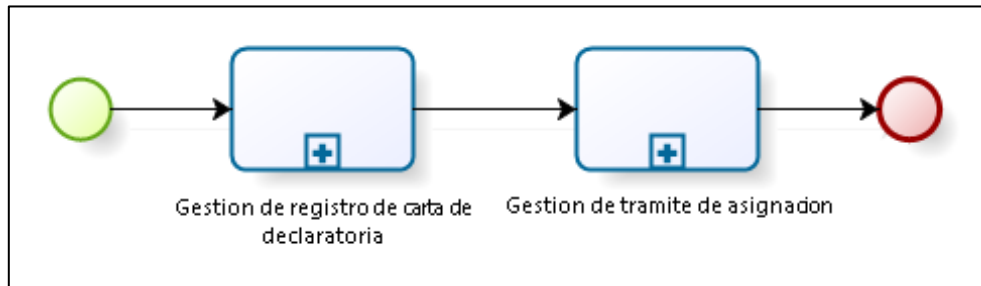 Gestion de registro de carta de
declaratoria
Gestion de tramite de asignacion